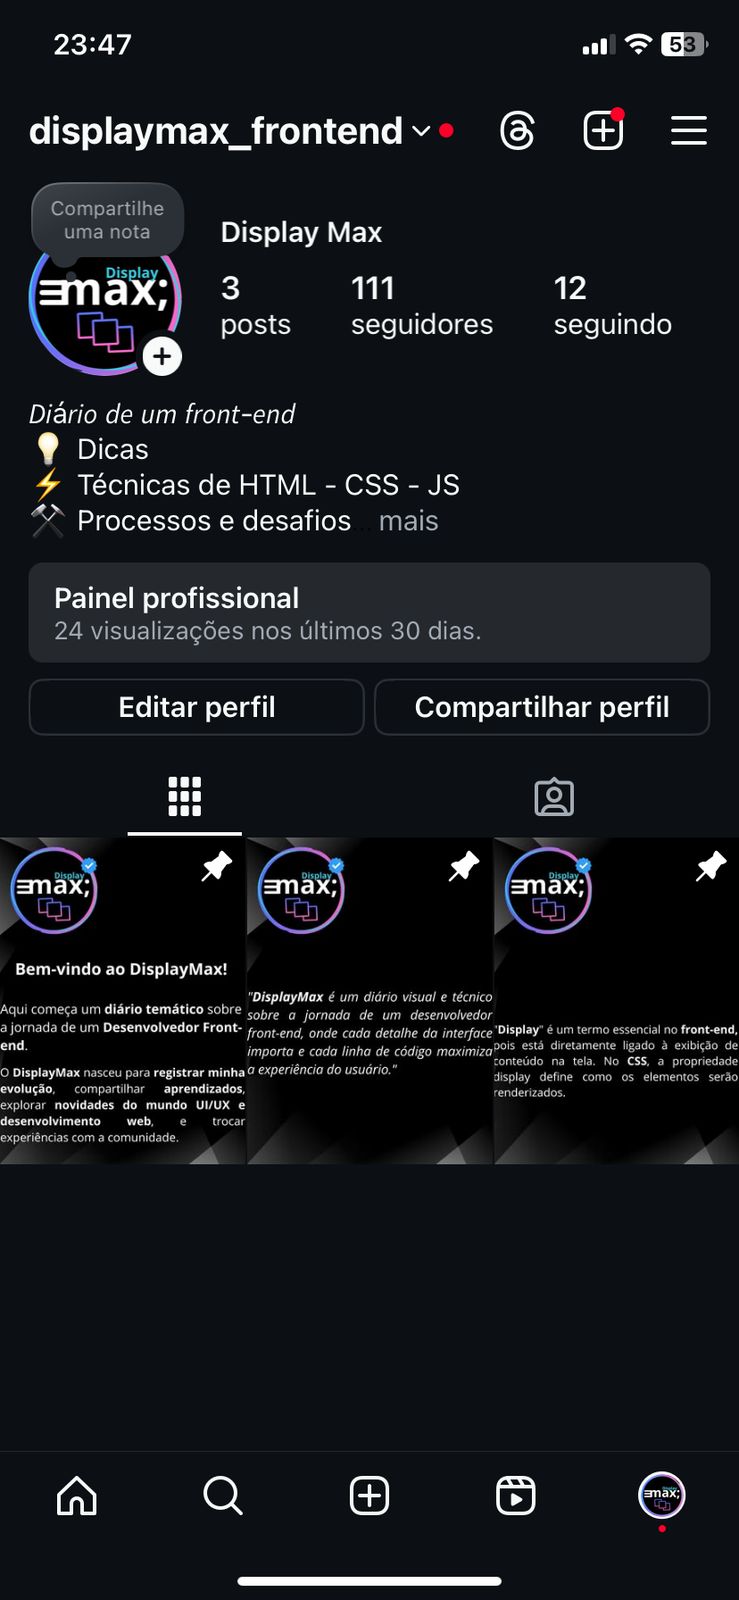 23:47
53
displaymax_frontend
Compartilhe
uma nota
Display
max;
Display Max
3
posts
111
seguidores
12
seguindo
Diário de um front-end
💡 Dicas
⚡ Técnicas de HTML - CSS - JS
⚒️ Processos e desafios... mais
Painel profissional
24 visualizações nos últimos 30 dias.
Editar perfil
Compartilhar perfil
Display
max;
Bem-vindo ao DisplayMax!
Aqui começa um diário temático sobre
a jornada de um Desenvolvedor Front-
end.
O DisplayMax nasceu para registrar minha
evolução, compartilhar aprendizados,
explorar novidades do mundo UI/UX e
desenvolvimento web, e trocar
experiências com a comunidade.
Display
max;
"DisplayMax é um diário visual e técnico
sobre a jornada de um desenvolvedor
front-end, onde cada detalhe da interface
importa e cada linha de código maximiza
a experiência do usuário."
Display
max;
"Display" é um termo essencial no front-end,
pois está diretamente ligado à exibição de
conteúdo na tela. No CSS, a propriedade
display define como os elementos serão
renderizados.
Display
max;